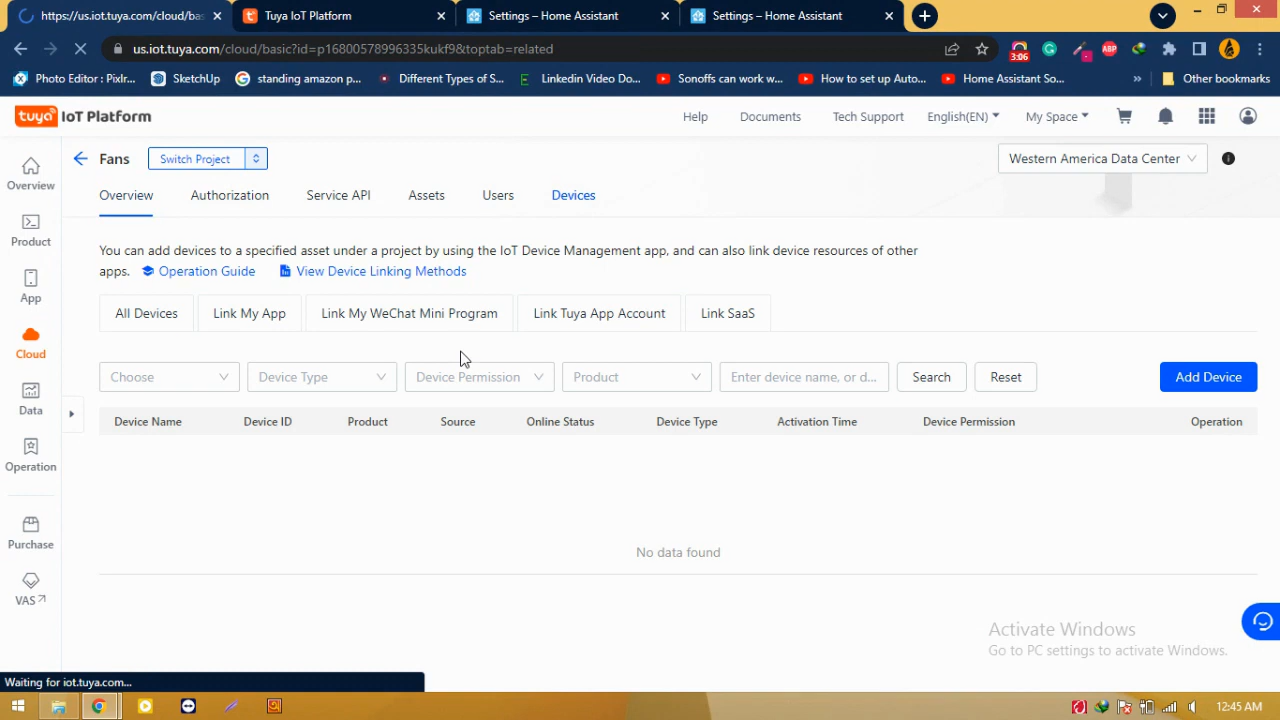 https://us.iot.tuya.com/cloud/bas
Tuya IoT Platform
Settings – Home Assistant
Settings – Home Assistant
us.iot.tuya.com/cloud/basic?id=p16800578996335kukf9&toptab=related
3:06
ABP
Photo Editor : Pixlr...
SketchUp
standing amazon p...
Different Types of S...
Linkedin Video Do...
Sonoffs can work w...
How to set up Auto...
Home Assistant So...
»
Other bookmarks
tuya IoT Platform
Help
Documents
Tech Support
English(EN)
My Space
Fans
Switch Project
Western America Data Center
Overview
Authorization
Service API
Assets
Users
Devices
You can add devices to a specified asset under a project by using the IoT Device Management app, and can also link device resources of other
apps. Operation Guide View Device Linking Methods
All Devices
Link My App
Link My WeChat Mini Program
Link Tuya App Account
Link SaaS
Choose
Device Type
Device Permission
Product
Enter device name, or d...
Search
Reset
Add Device
Device Name
Device ID
Product
Source
Online Status
Device Type
Activation Time
Device Permission
Operation
No data found
Overview
Product
App
Cloud
Data
Operation
Purchase
VAS
Activate Windows
Go to PC settings to activate Windows.
Waiting for iot.tuya.com...
12:45 AM